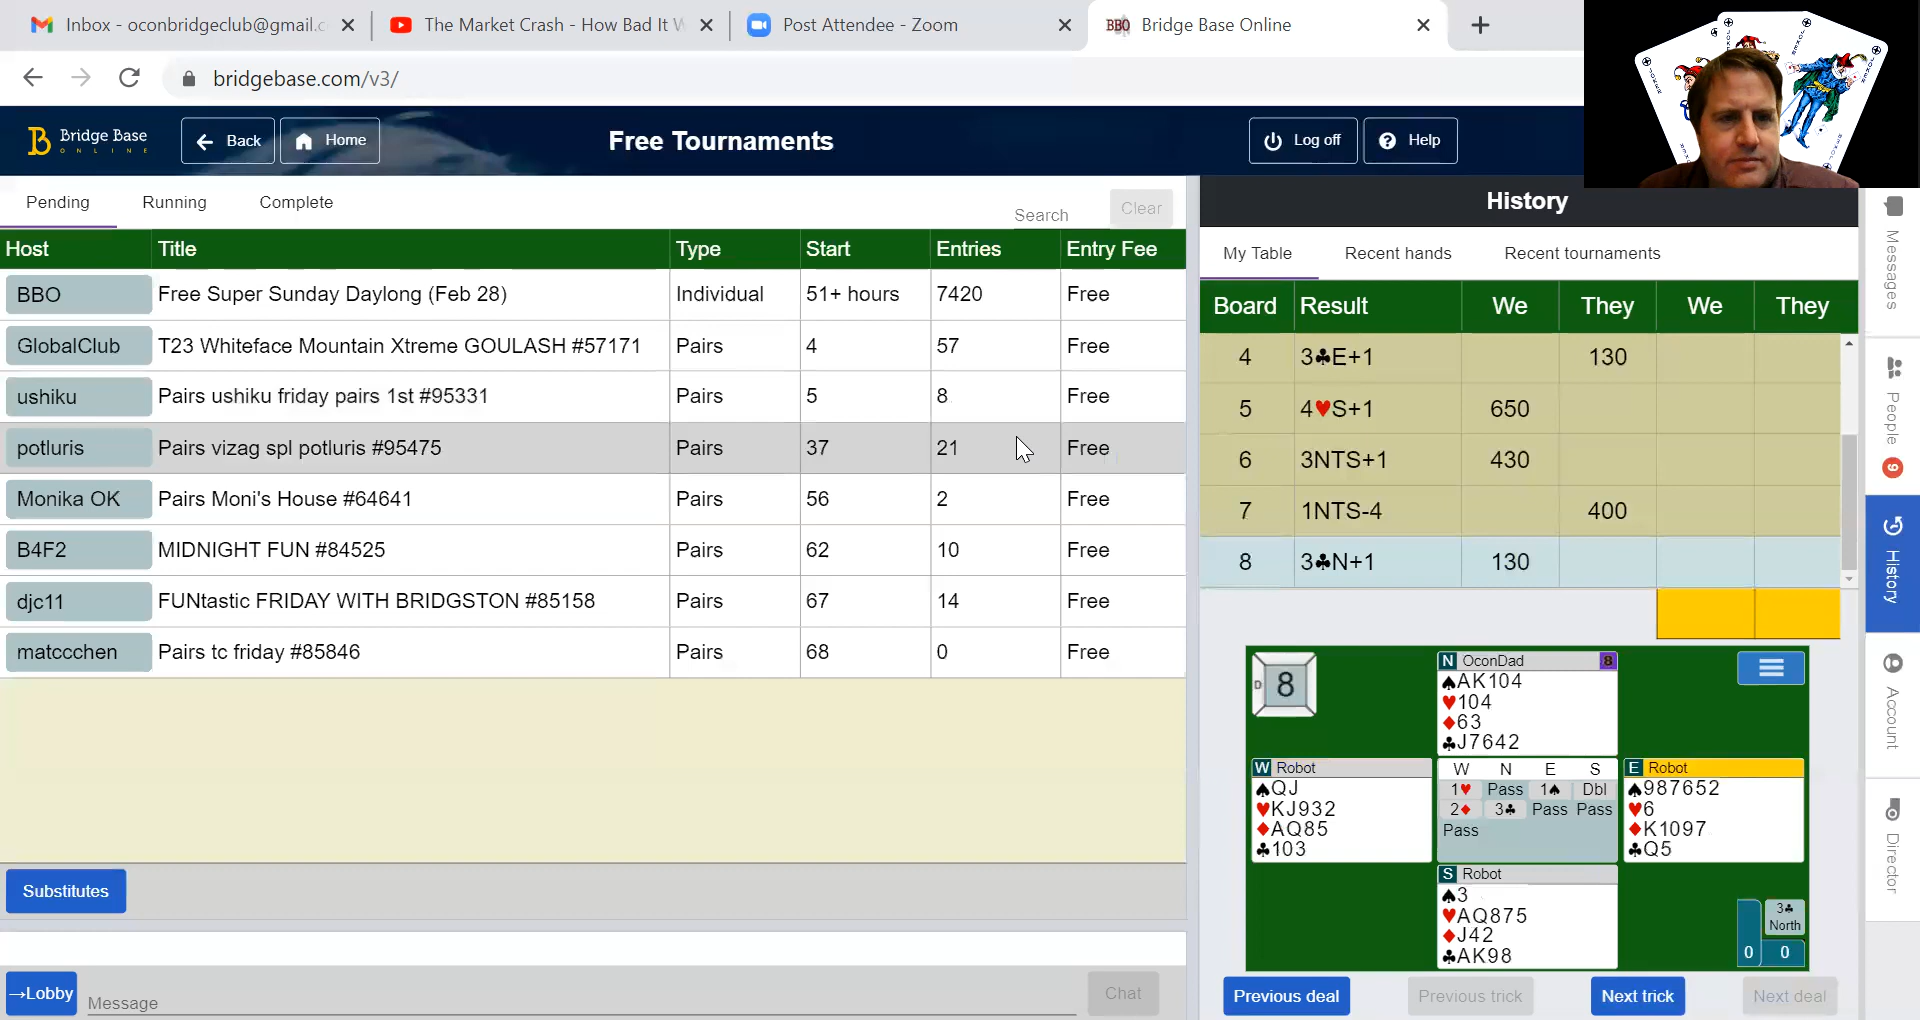 Inbox - oconbridgeclub@gmail.c
The Market Crash - How Bad It W
Post Attendee - Zoom
BBO Bridge Base Online
bridgebase.com/v3/
Bridge Base
ONLINE
Back
Home
Free Tournaments
Log off
Help
Pending Running Complete
Search
Clear
Host Title Type Start Entries Entry Fee
BBO Free Super Sunday Daylong (Feb 28) Individual 51+ hours 7420 Free
GlobalClub T23 Whiteface Mountain Xtreme GOULASH #57171 Pairs 4 57 Free
ushiku Pairs ushiku friday pairs 1st #95331 Pairs 5 8 Free
potluris Pairs vizag spl potluris #95475 Pairs 37 21 Free
Monika OK Pairs Moni's House #64641 Pairs 56 2 Free
B4F2 MIDNIGHT FUN #84525 Pairs 62 10 Free
djc11 FUNtastic FRIDAY WITH BRIDGSTON #85158 Pairs 67 14 Free
matccchen Pairs tc friday #85846 Pairs 68 0 Free
Substitutes
→Lobby
Message
Chat
History
My Table Recent hands Recent tournaments
Board Result We They We They
4 3♣E+1 130
5 4♥S+1 650
6 3NTS+1 430
7 1NTS-4 400
8 3♣N+1 130
D 8
N OconDad 8
♠AK104
♥104
♦63
♣J7642
W Robot
♠QJ
♥KJ932
♦AQ85
♣103
W N E S
1♥ Pass 1♠ Dbl
2♦ 3♣ Pass Pass
Pass
E Robot
♠987652
♥6
♦K1097
♣Q5
S Robot
♠3
♥AQ875
♦J42
♣AK98
3♣
North
0 0
Previous deal
Previous trick
Next trick
Next deal
Messages
People
9
History
Account
Director